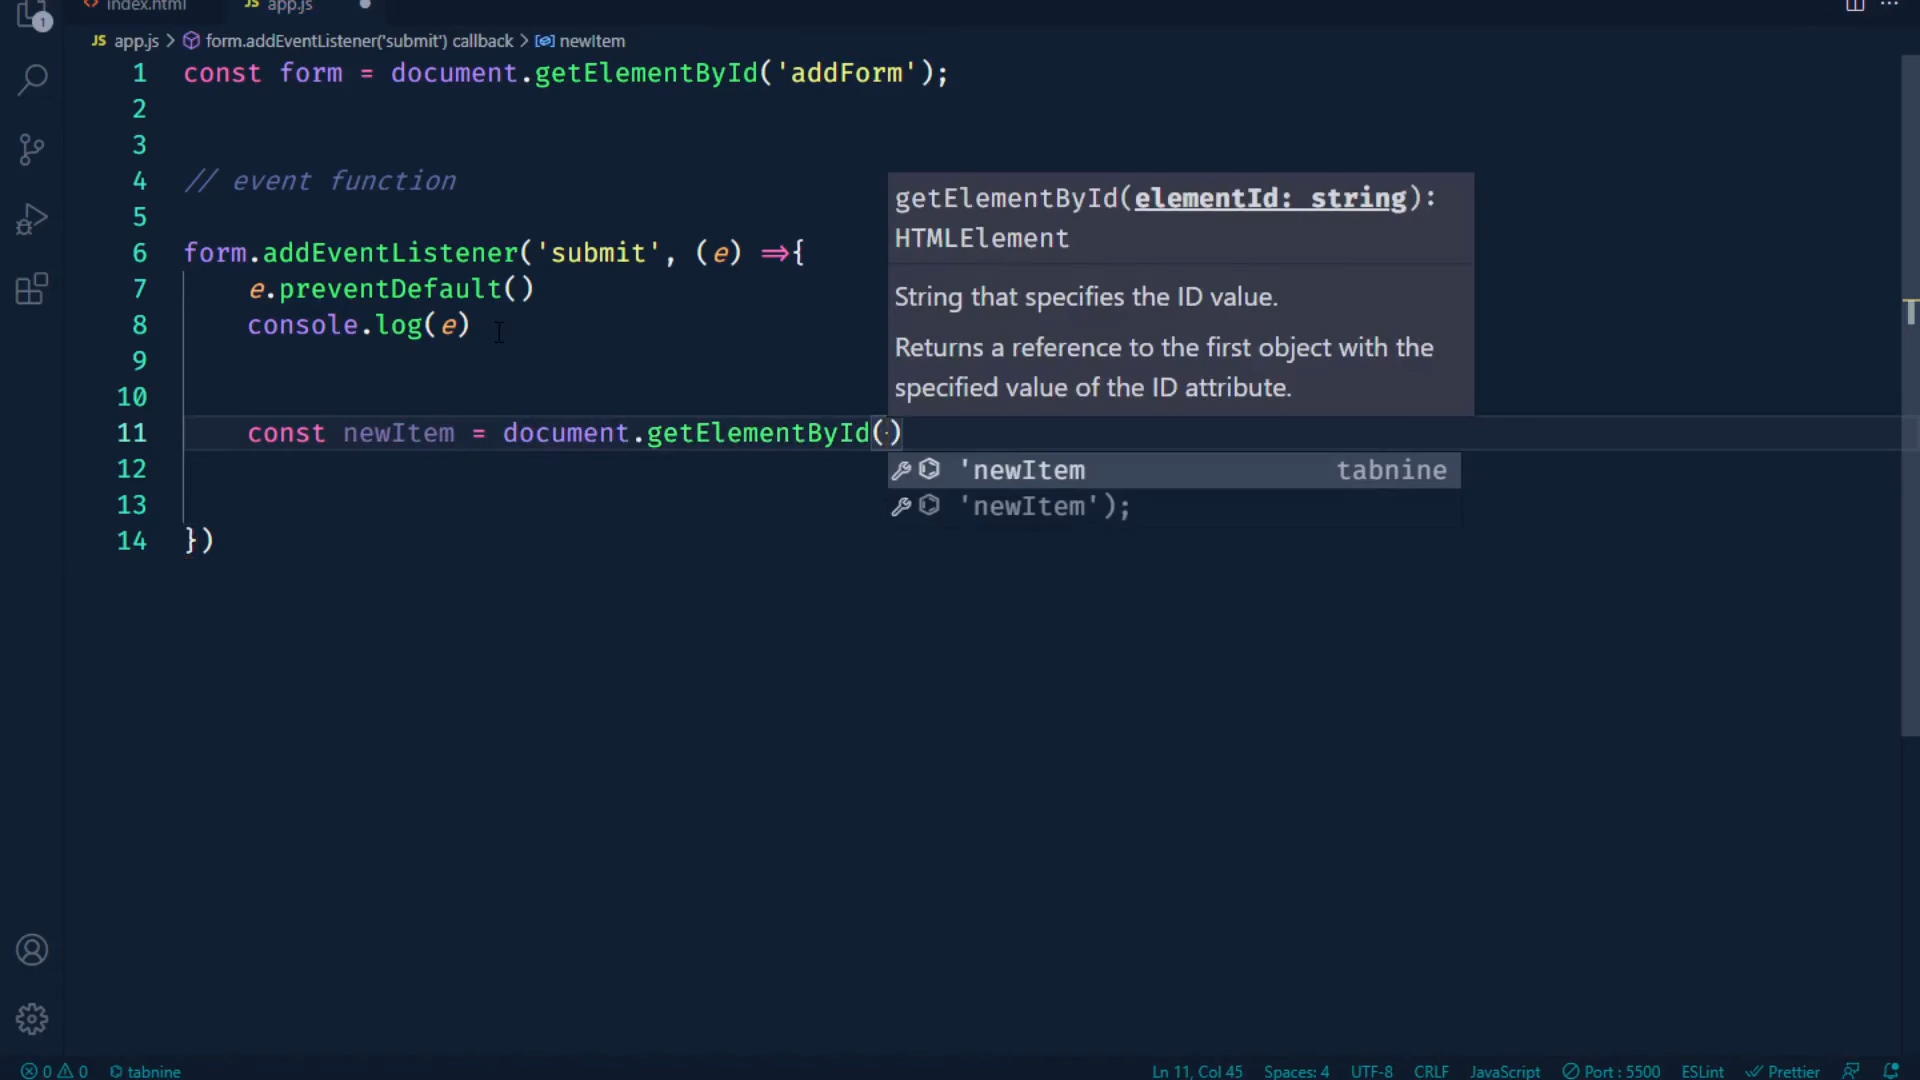 1
index.html
JS app.js
JS app.js > form.addEventListener('submit') callback > newItem
1 const form = document.getElementById('addForm');
2
3
4 // event function
5
6 form.addEventListener('submit', (e) =>{
7 e.preventDefault()
8 console.log(e)
9
10
11 const newItem = document.getElementById()
12
13
14 })
getElementById(elementId: string):
HTMLElement
String that specifies the ID value.
Returns a reference to the first object with the
specified value of the ID attribute.
'newItem tabnine
'newItem');
0 0 tabnine Ln 11, Col 45 Spaces: 4 UTF-8 CRLF JavaScript Port : 5500 ESLint Prettier